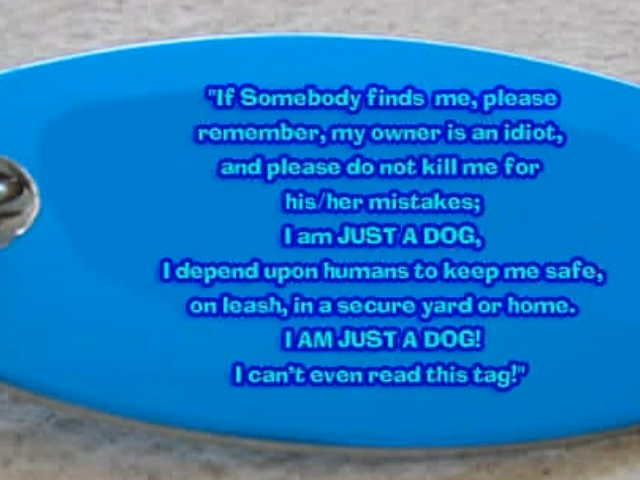 "If Somebody finds me, please
remember, my owner is an idiot,
and please do not kill me for
his/her mistakes;
I am JUST A DOG,
I depend upon humans to keep me safe,
on leash, in a secure yard or home.
I AM JUST A DOG!
I can't even read this tag!"